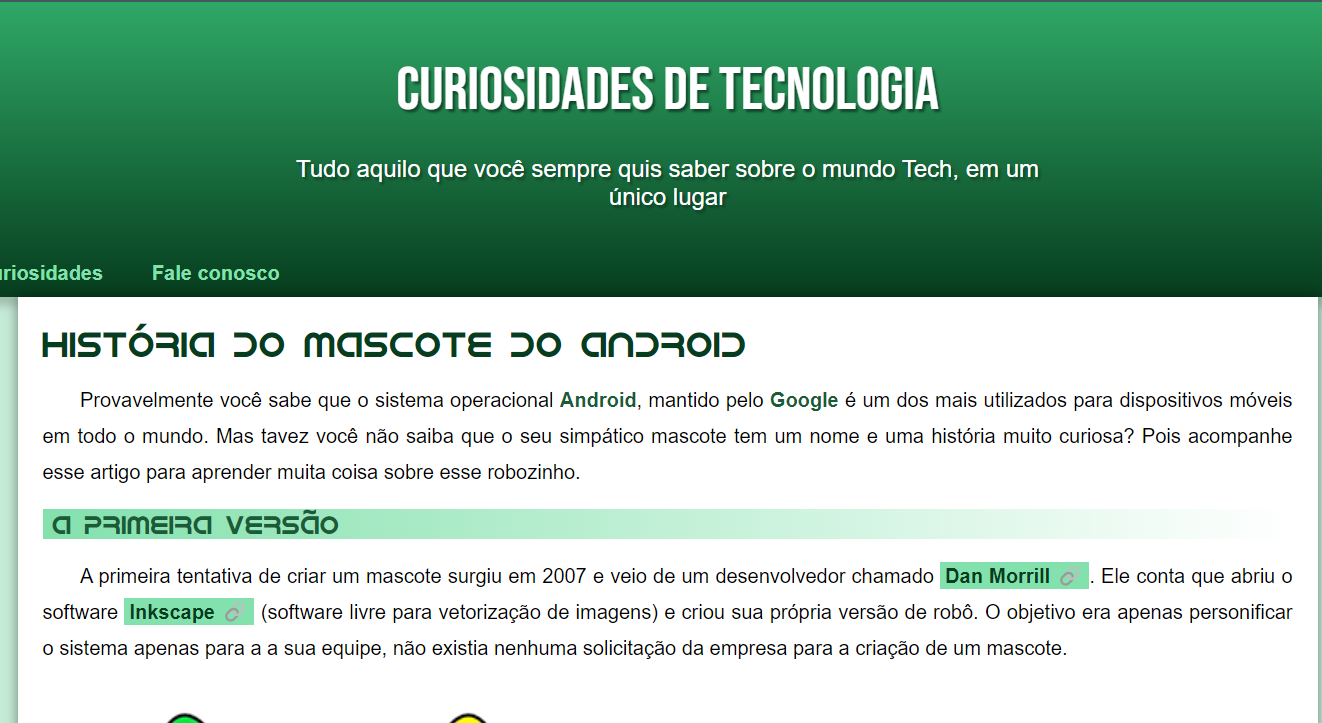 CURIOSIDADES DE TECNOLOGIA
Tudo aquilo que você sempre quis saber sobre o mundo Tech, em um
único lugar
riosidades Fale conosco
HISTÓRIA DO MASCOTE DO ANDROID
Provavelmente você sabe que o sistema operacional Android, mantido pelo Google é um dos mais utilizados para dispositivos móveis
em todo o mundo. Mas tavez você não saiba que o seu simpático mascote tem um nome e uma história muito curiosa? Pois acompanhe
esse artigo para aprender muita coisa sobre esse robozinho.
A PRIMEIRA VERSÃO
A primeira tentativa de criar um mascote surgiu em 2007 e veio de um desenvolvedor chamado Dan Morrill . Ele conta que abriu o
software Inkscape (software livre para vetorização de imagens) e criou sua própria versão de robô. O objetivo era apenas personificar
o sistema apenas para a a sua equipe, não existia nenhuma solicitação da empresa para a criação de um mascote.